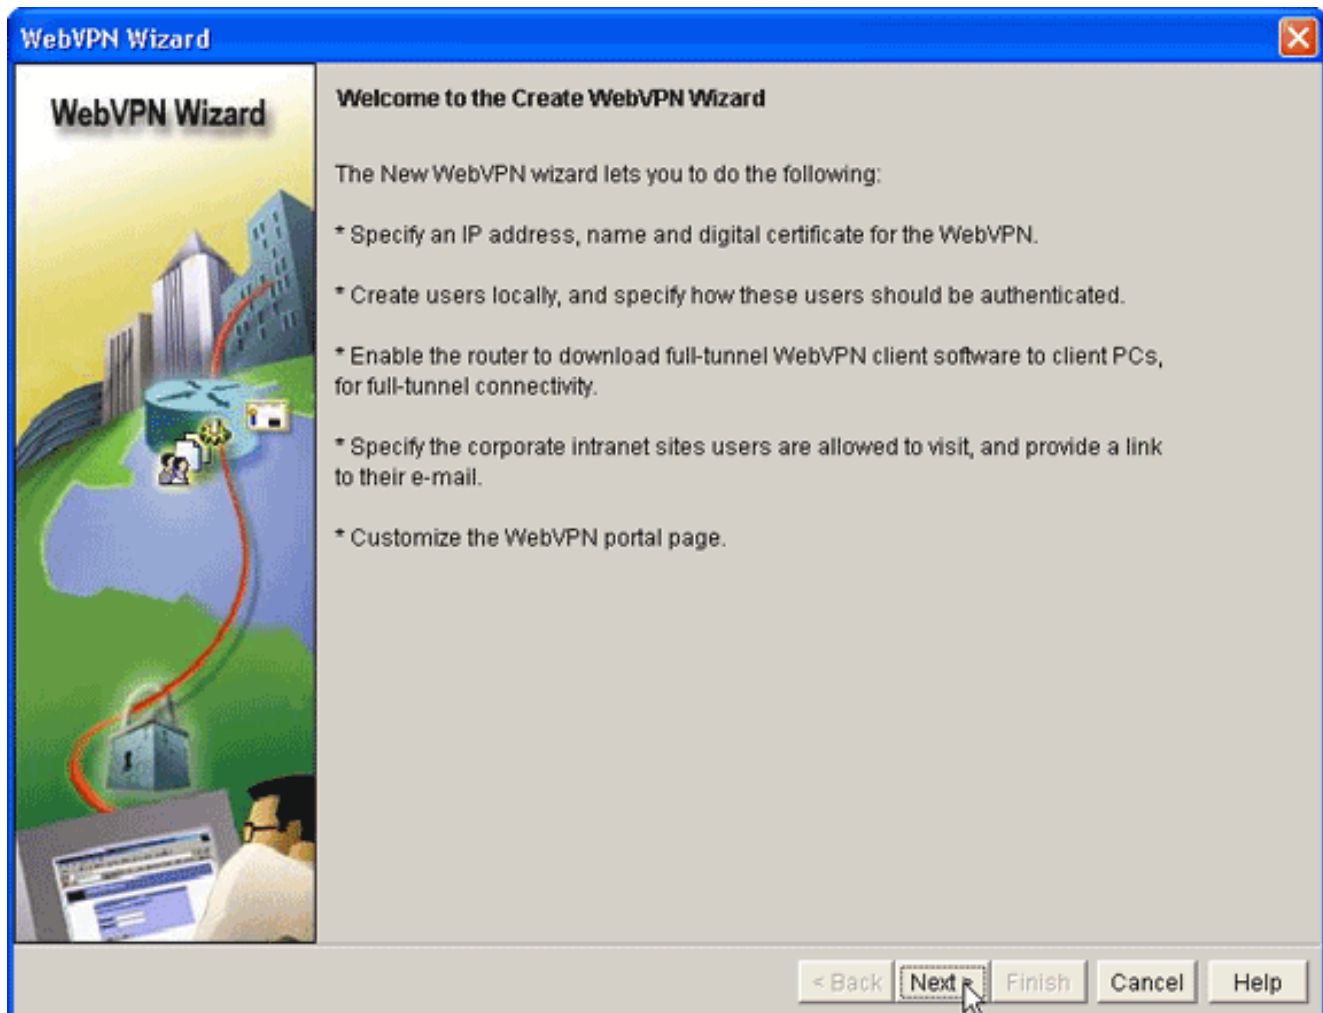 WebVPN Wizard
WebVPN Wizard
Welcome to the Create WebVPN Wizard
The New WebVPN wizard lets you to do the following:
* Specify an IP address, name and digital certificate for the WebVPN.
* Create users locally, and specify how these users should be authenticated.
* Enable the router to download full-tunnel WebVPN client software to client PCs,
for full-tunnel connectivity.
* Specify the corporate intranet sites users are allowed to visit, and provide a link
to their e-mail.
* Customize the WebVPN portal page.
< Back
Next >
Finish
Cancel
Help